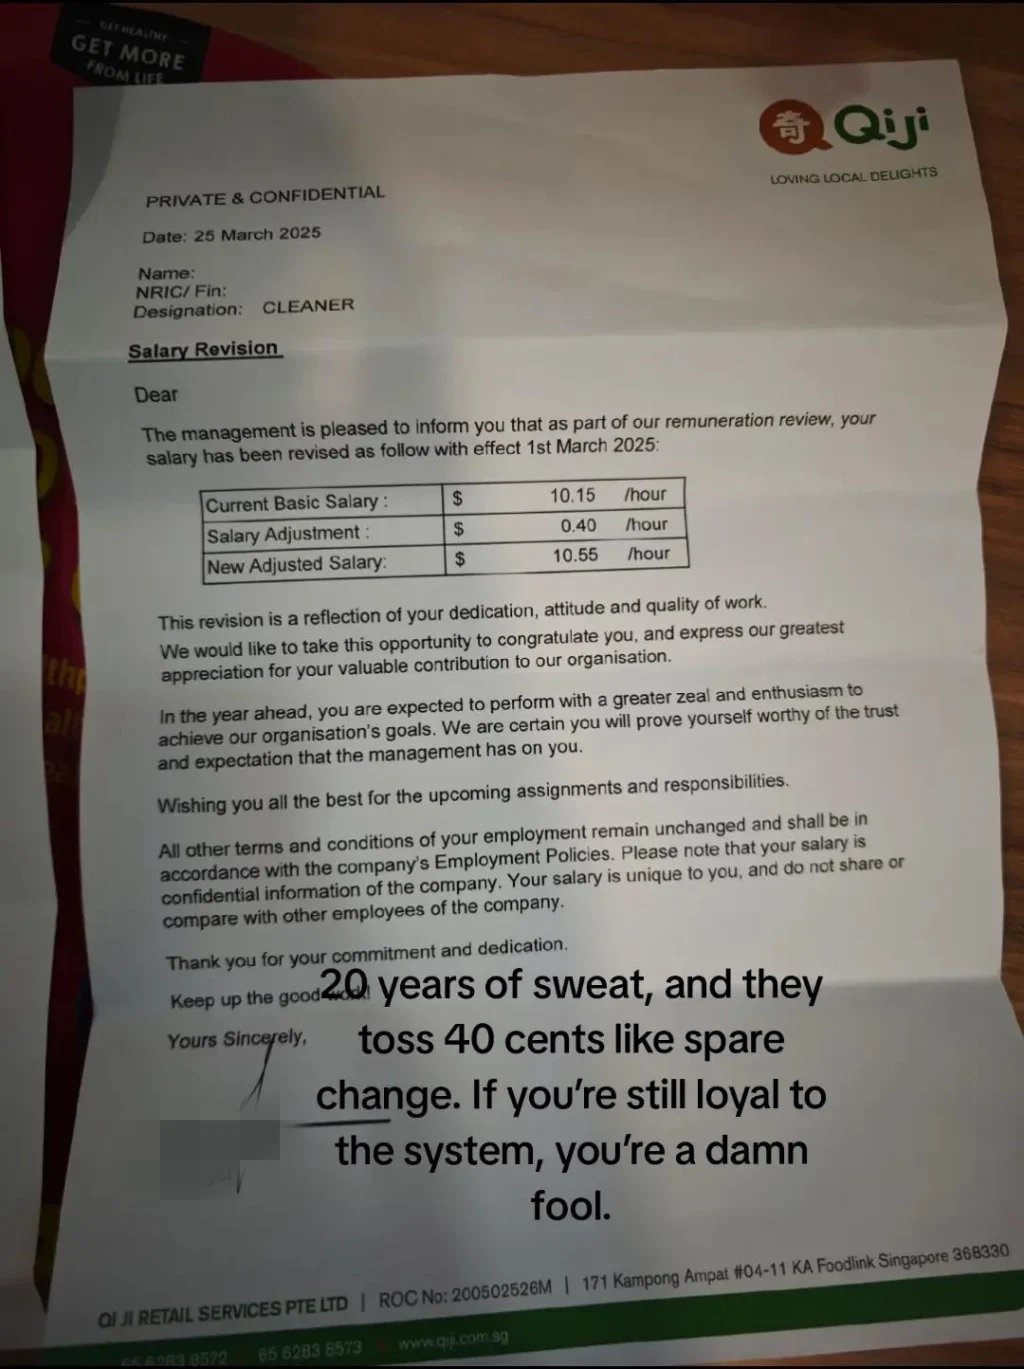 GET HEALTHY
GET MORE
FROM LIFE
奇 QiJi
LOVING LOCAL DELIGHTS
PRIVATE & CONFIDENTIAL
Date: 25 March 2025
Name:
NRIC/ Fin:
Designation: CLEANER
Salary Revision
Dear
The management is pleased to inform you that as part of our remuneration review, your
salary has been revised as follow with effect 1st March 2025:
Current Basic Salary : $ 10.15 /hour
Salary Adjustment : $ 0.40 /hour
New Adjusted Salary: $ 10.55 /hour
This revision is a reflection of your dedication, attitude and quality of work.
We would like to take this opportunity to congratulate you, and express our greatest
appreciation for your valuable contribution to our organisation.
In the year ahead, you are expected to perform with a greater zeal and enthusiasm to
achieve our organisation's goals. We are certain you will prove yourself worthy of the trust
and expectation that the management has on you.
Wishing you all the best for the upcoming assignments and responsibilities.
All other terms and conditions of your employment remain unchanged and shall be in
accordance with the company's Employment Policies. Please note that your salary is
confidential information of the company. Your salary is unique to you, and do not share or
compare with other employees of the company.
Thank you for your commitment and dedication.
Keep up the good work!
Yours Sincerely,
20 years of sweat, and they
toss 40 cents like spare
change. If you're still loyal to
the system, you're a damn
fool.
QI JI RETAIL SERVICES PTE LTD | ROC No: 200502526M | 171 Kampong Ampat #04-11 KA Foodlink Singapore 368330
65 6283 8572 65 6283 8573 www.qiji.com.sg